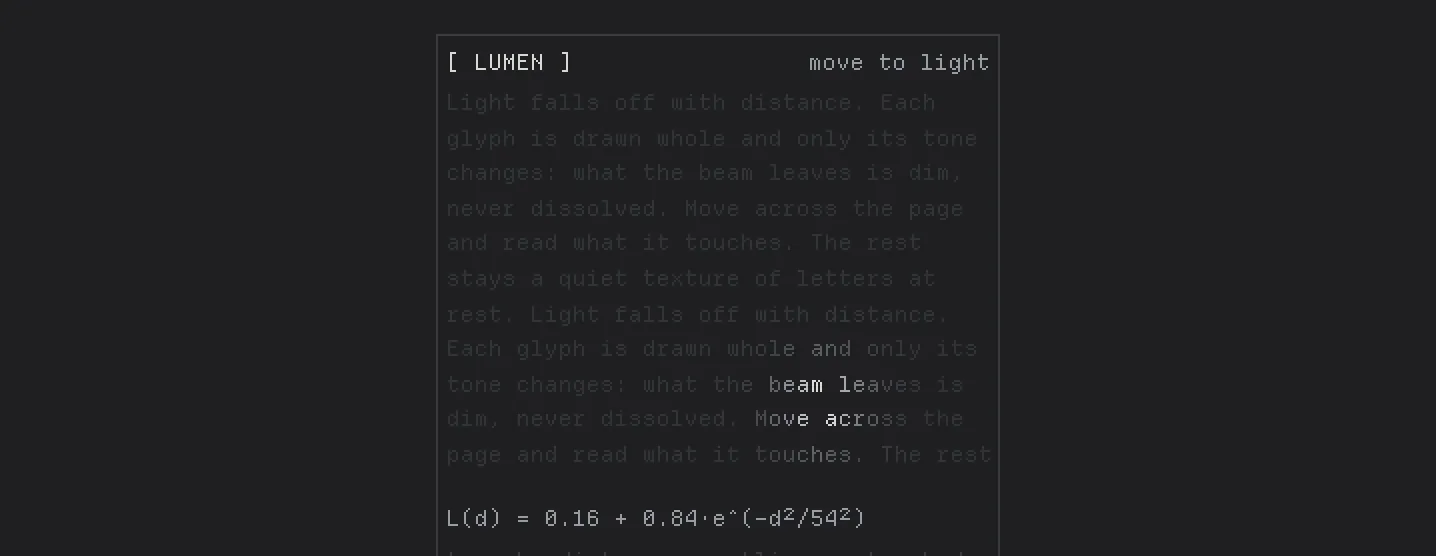 [ LUMEN ] move to light
Light falls off with distance. Each
glyph is drawn whole and only its tone
changes: what the beam leaves is dim,
never dissolved. Move across the page
and read what it touches. The rest
stays a quiet texture of letters at
rest. Light falls off with distance.
Each glyph is drawn whole and only its
tone changes: what the beam leaves is
dim, never dissolved. Move across the
page and read what it touches. The rest
L(d) = 0.16 + 0.84·e^(-d²/54²)